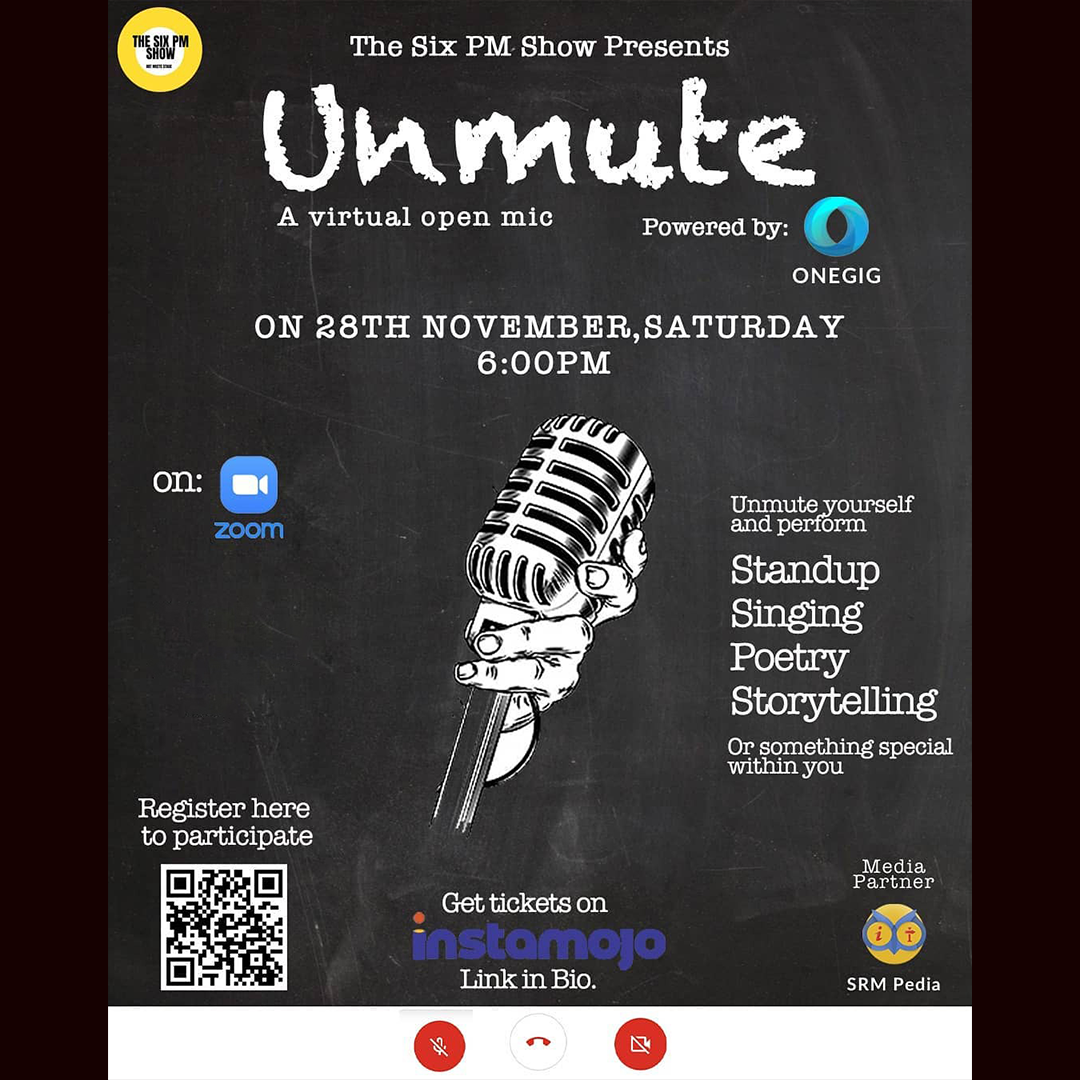 THE SIX PM
SHOW
The Six PM Show Presents
Unmute
A virtual open mic
Powered by:
ONEGIG
ON 28TH NOVEMBER,SATURDAY
6:00PM
on:
zoom
Unmute yourself
and perform
Standup
Singing
Poetry
Storytelling
Or something special
within you
Register here
to participate
Get tickets on
instamojo
Link in Bio.
Media
Partner
i
SRM Pedia